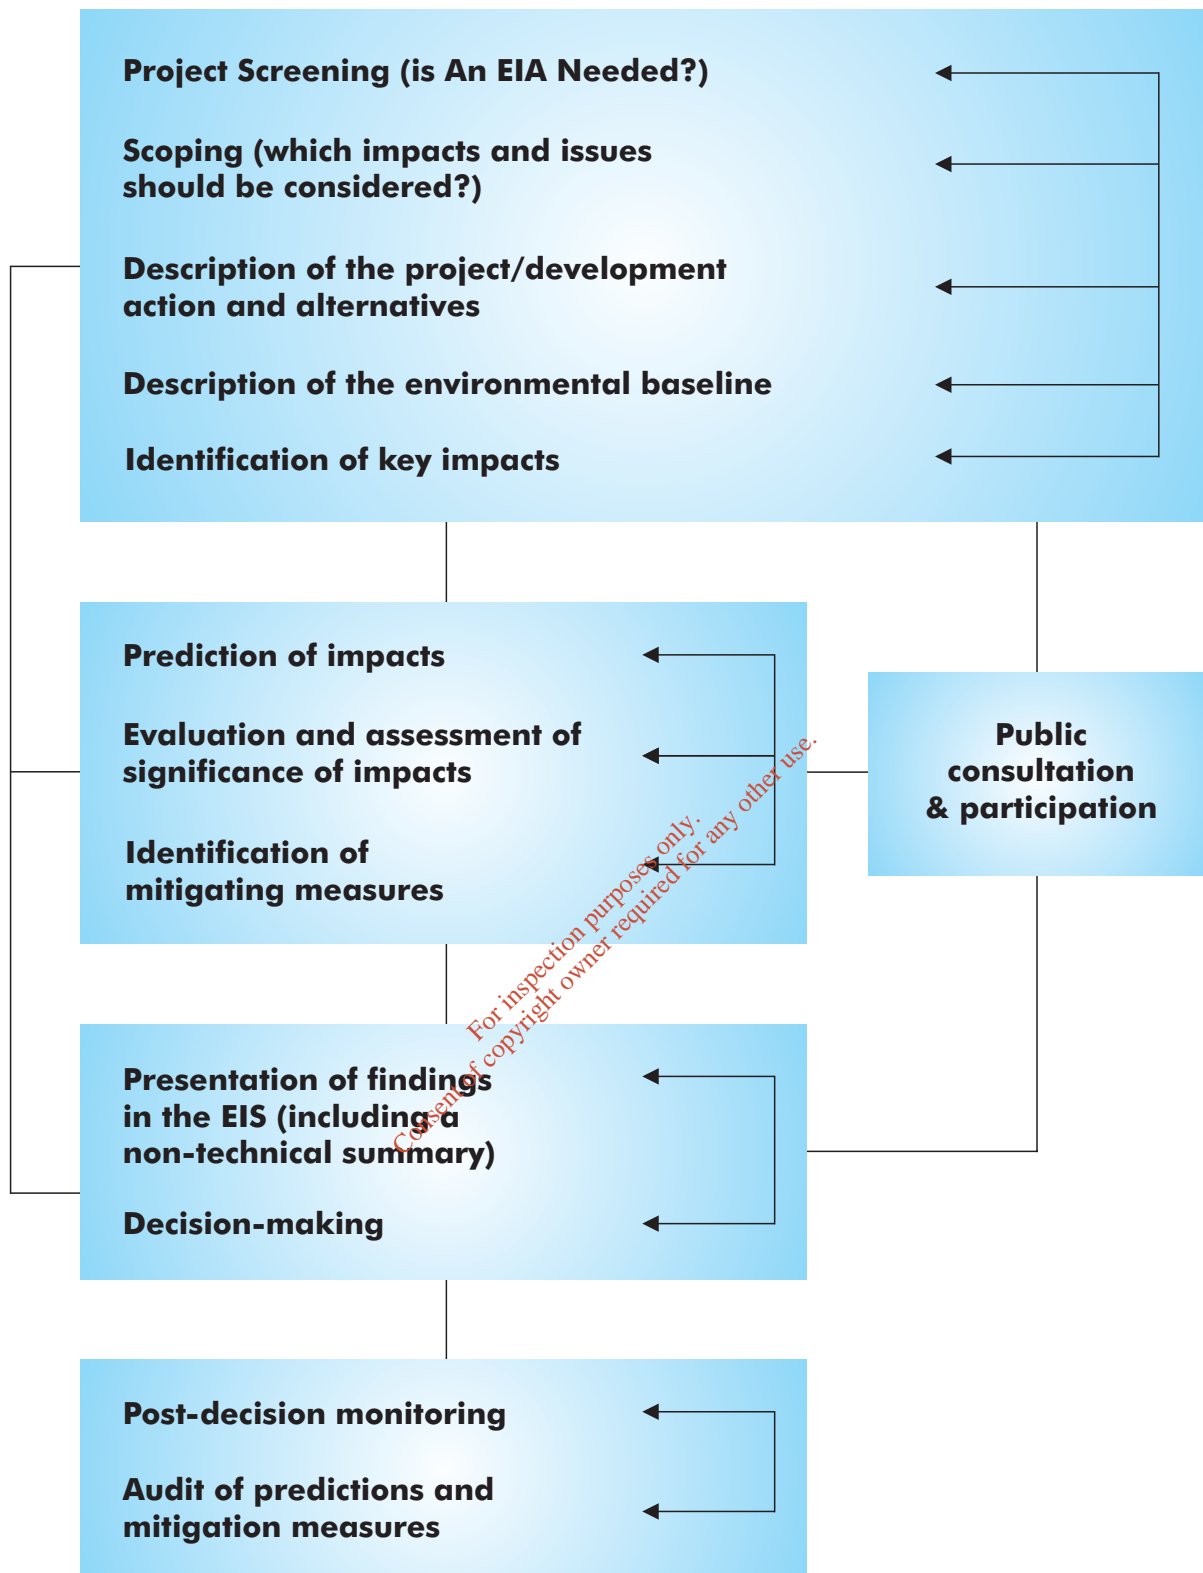 Project Screening (is An EIA Needed?)
Scoping (which impacts and issues
should be considered?)
Description of the project/development
action and alternatives
Description of the environmental baseline
Identification of key impacts
Prediction of impacts
Evaluation and assessment of
significance of impacts
Identification of
mitigating measures
Public
consultation
& participation
Presentation of findings
in the EIS (including a
non-technical summary)
Decision-making
Post-decision monitoring
Audit of predictions and
mitigation measures
For inspection purposes only.
Consent of copyright owner required for any other use.